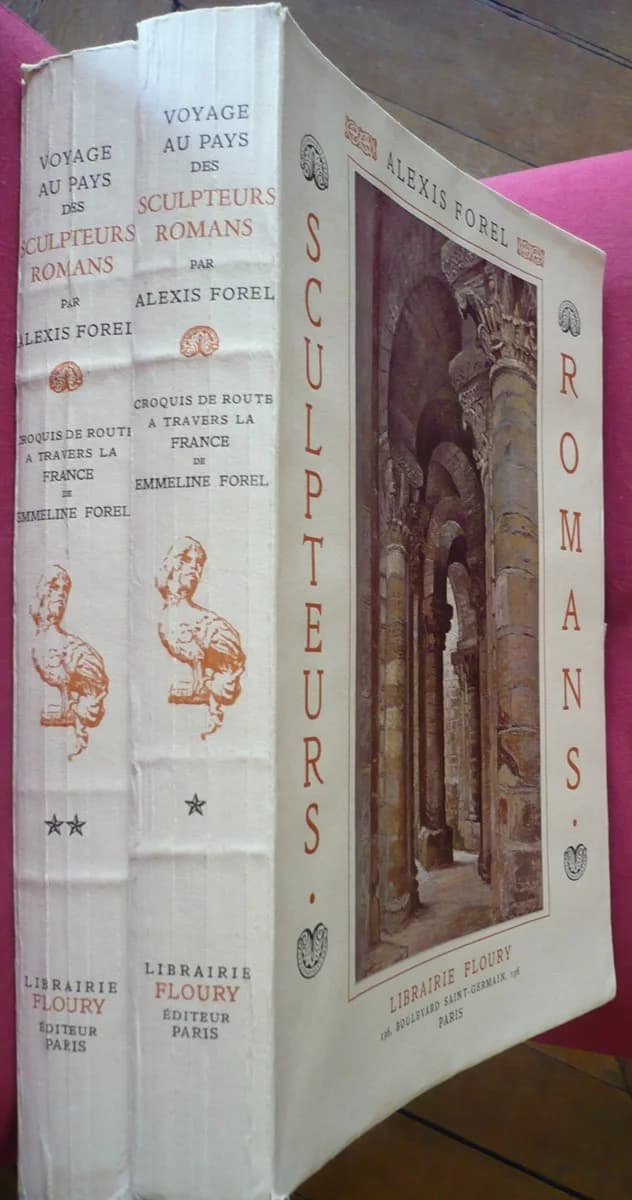 VOYAGE
AU PAYS
DES
SCULPTEURS
ROMANS
PAR
ALEXIS FOREL
CROQUIS DE ROUTE
A TRAVERS LA
FRANCE
DE
EMMELINE FOREL
LIBRAIRIE
FLOURY
ÉDITEUR
PARIS
VOYAGE
AU PAYS
DES
SCULPTEURS
ROMANS
PAR
ALEXIS FOREL
CROQUIS DE ROUTE
A TRAVERS LA
FRANCE
DE
EMMELINE FOREL
LIBRAIRIE
FLOURY
ÉDITEUR
PARIS
ALEXIS FOREL
SCULPTEURS.
ROMANS.
LIBRAIRIE FLOURY
136, BOULEVARD SAINT-GERMAIN, 136
PARIS